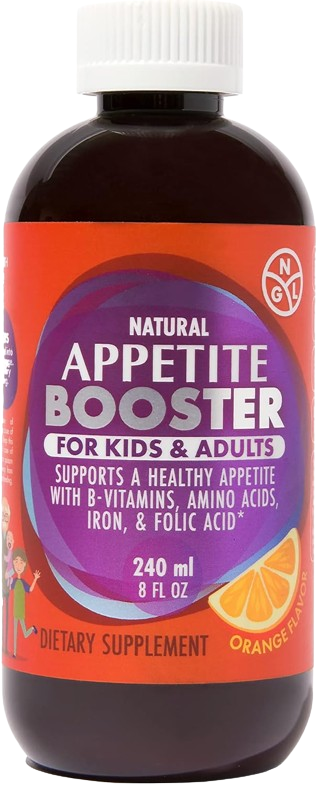 N
G L
NATURAL
APPETITE
BOOSTER
FOR KIDS & ADULTS
SUPPORTS A HEALTHY APPETITE
WITH B-VITAMINS, AMINO ACIDS,
IRON, & FOLIC ACID*
240 ml
8 FL OZ
DIETARY SUPPLEMENT
ORANGE FLAVOR